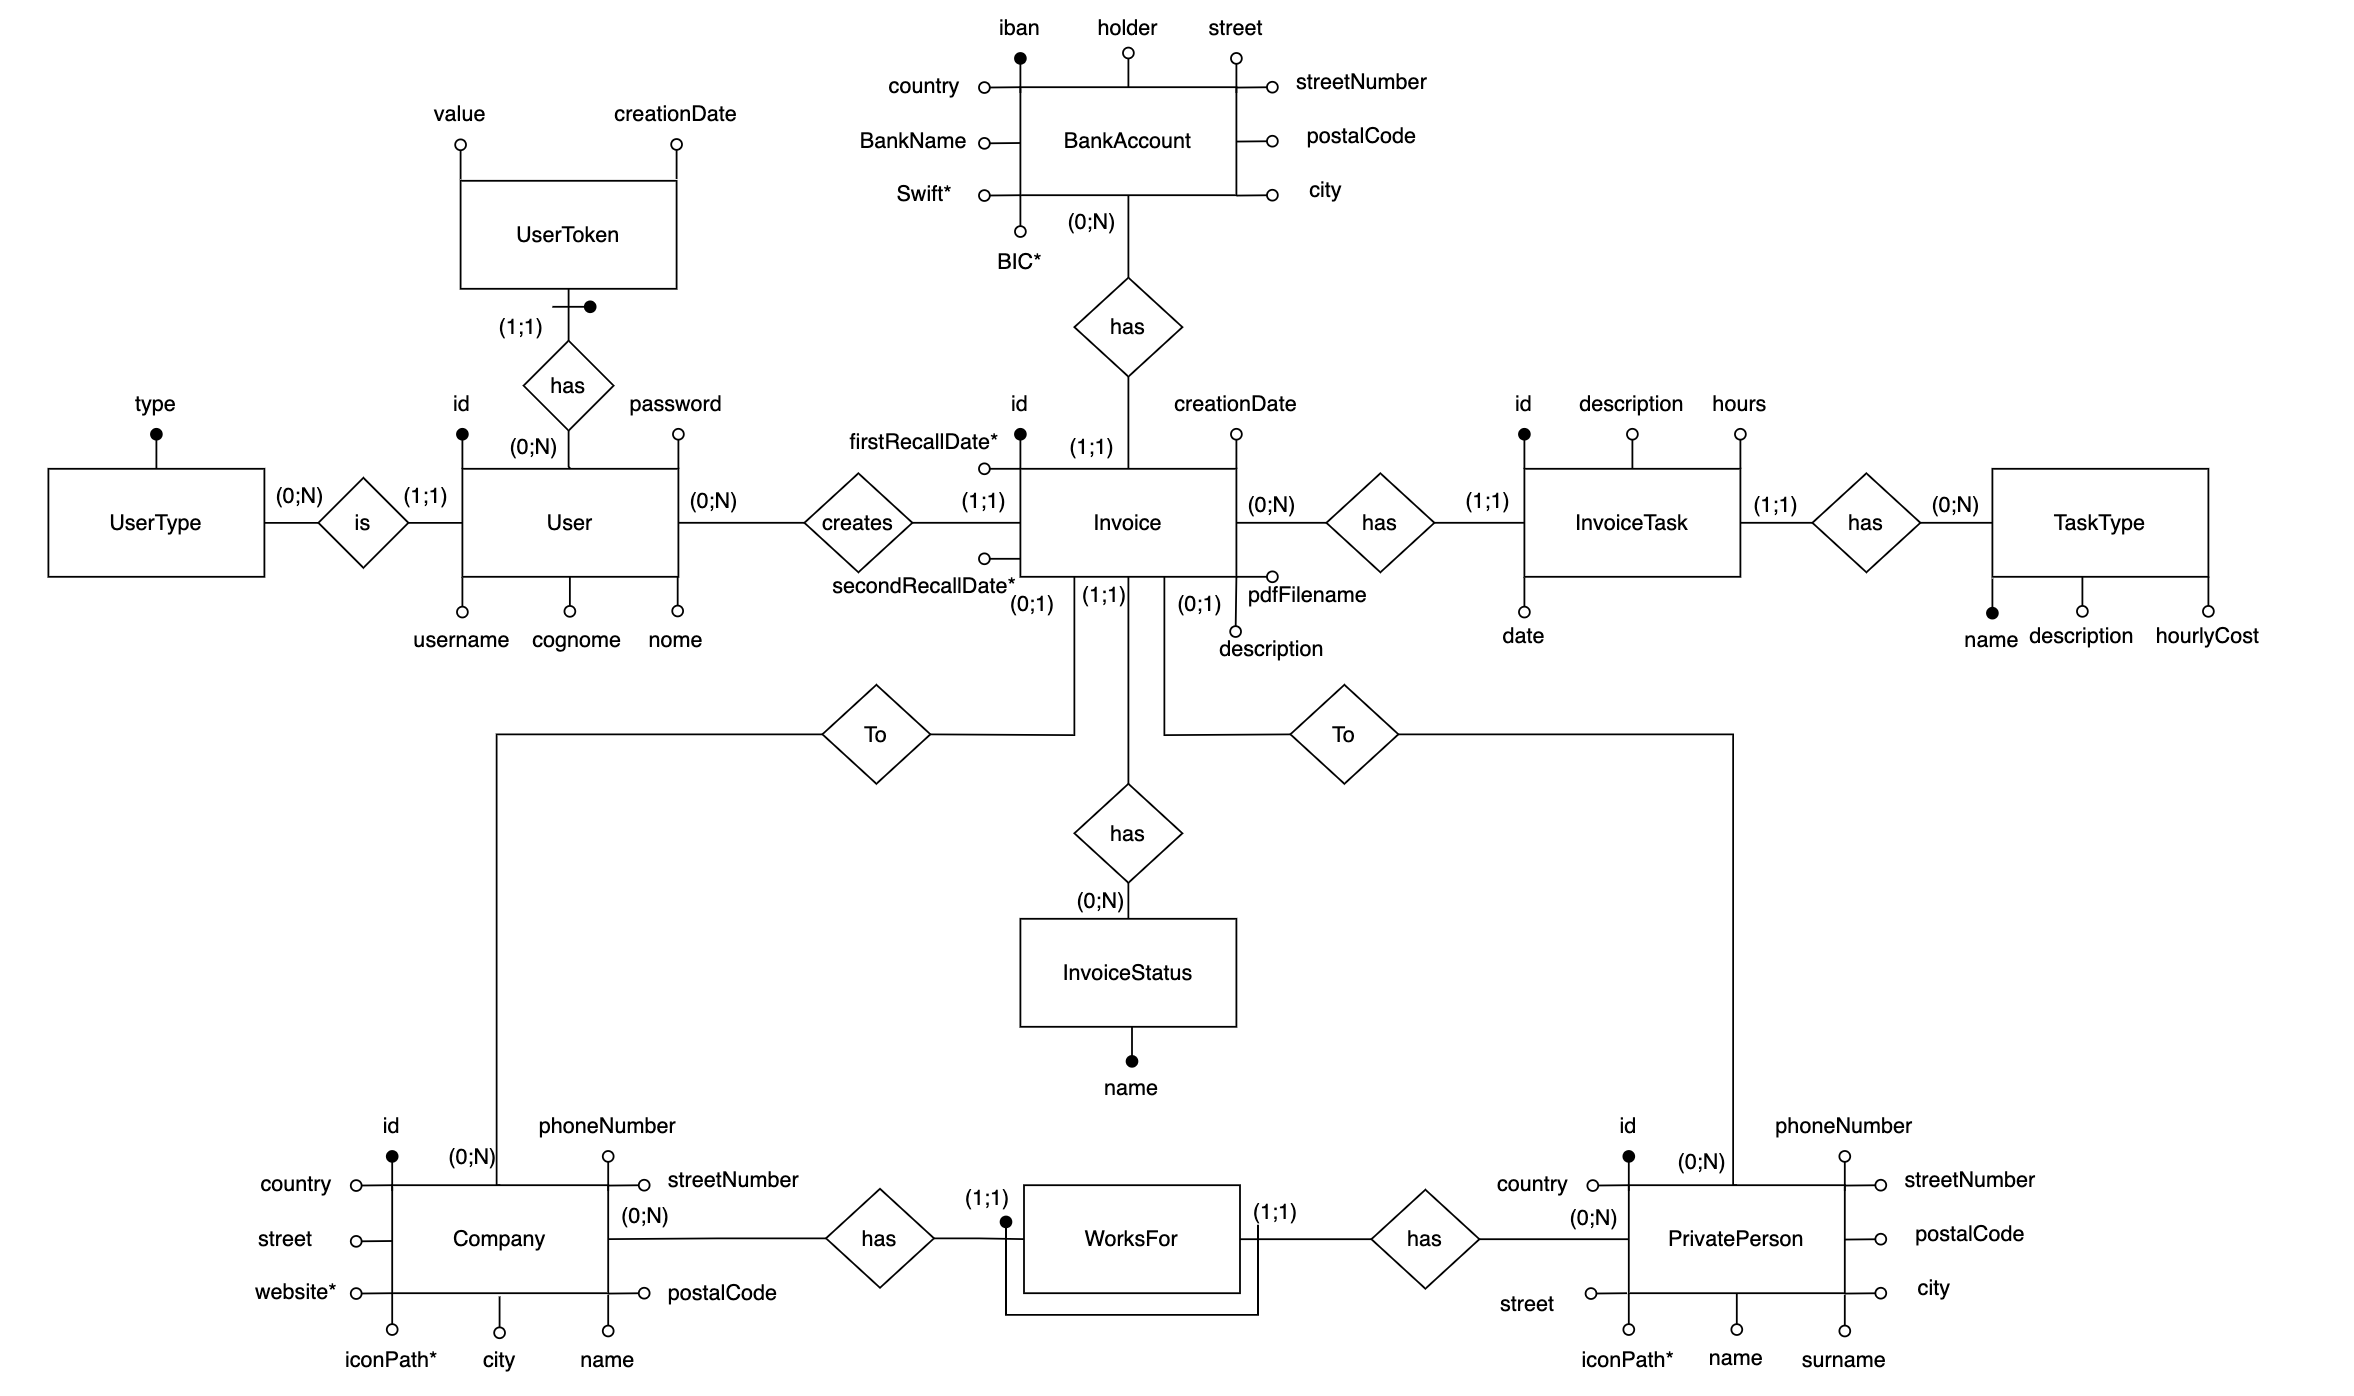 iban
holder
street
country
streetNumber
BankName
BankAccount
postalCode
Swift*
city
(0;N)
BIC*
value
creationDate
UserToken
(1;1)
has
has
type
id
(0;N)
password
firstRecallDate*
id
(1;1)
creationDate
id
description
hours
UserType
(0;N)
is
(1;1)
User
(0;N)
creates
(1;1)
Invoice
(0;N)
has
(1;1)
InvoiceTask
(1;1)
has
(0;N)
TaskType
username
cognome
nome
secondRecallDate*
(0;1)
(1;1)
(0;1)
pdfFilename
description
date
name
description
hourlyCost
To
To
has
(0;N)
InvoiceStatus
name
id
phoneNumber
(0;N)
country
streetNumber
(0;N)
street
Company
website*
postalCode
iconPath*
city
name
has
(1;1)
WorksFor
(1;1)
has
id
phoneNumber
(0;N)
country
streetNumber
(0;N)
PrivatePerson
postalCode
street
city
iconPath*
name
surname